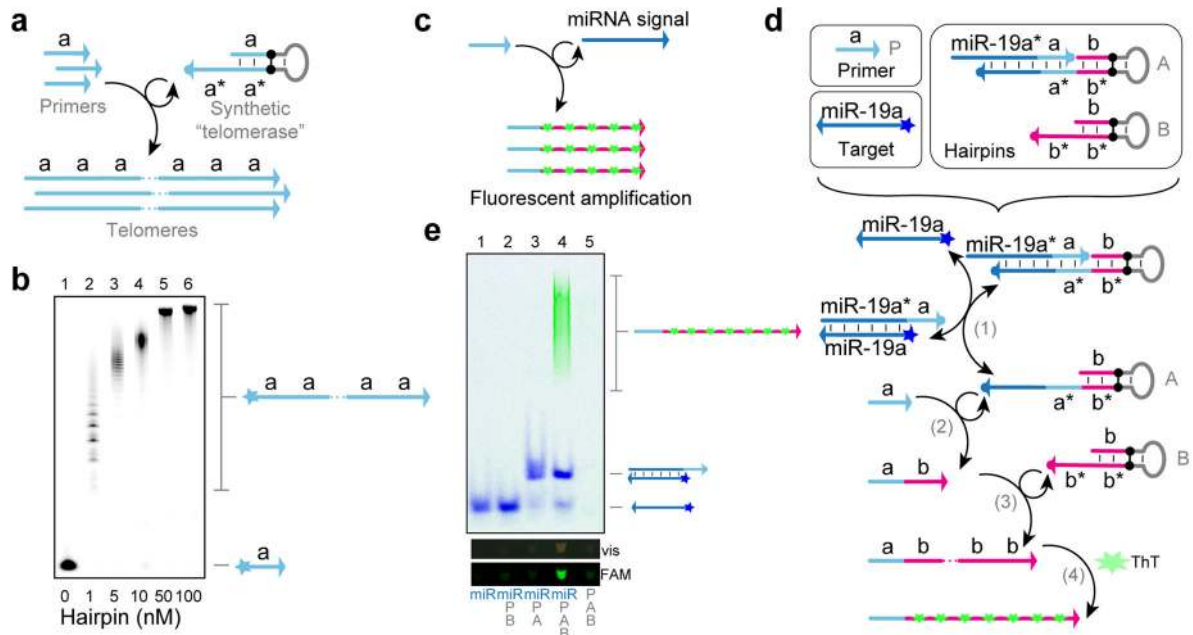 a
a
a
Primers
a* a*
Synthetic
"telomerase"
a a a a a a
Telomeres
b
1 2 3 4 5 6
a a a a
a
0 1 5 10 50 100
Hairpin (nM)
c
miRNA signal
Fluorescent amplification
d
a
P
Primer
miR-19a
Target
miR-19a* a b
A
a* b*
b
B
b* b*
Hairpins
miR-19a
miR-19a* a b
a* b*
miR-19a* a
miR-19a
(1)
b
A
a* b*
a
(2)
b
B
b* b*
a b
(3)
a b b b
(4)
ThT
e
1 2 3 4 5
vis
FAM
miR miR miR miR P
P P P A
B A A B
B